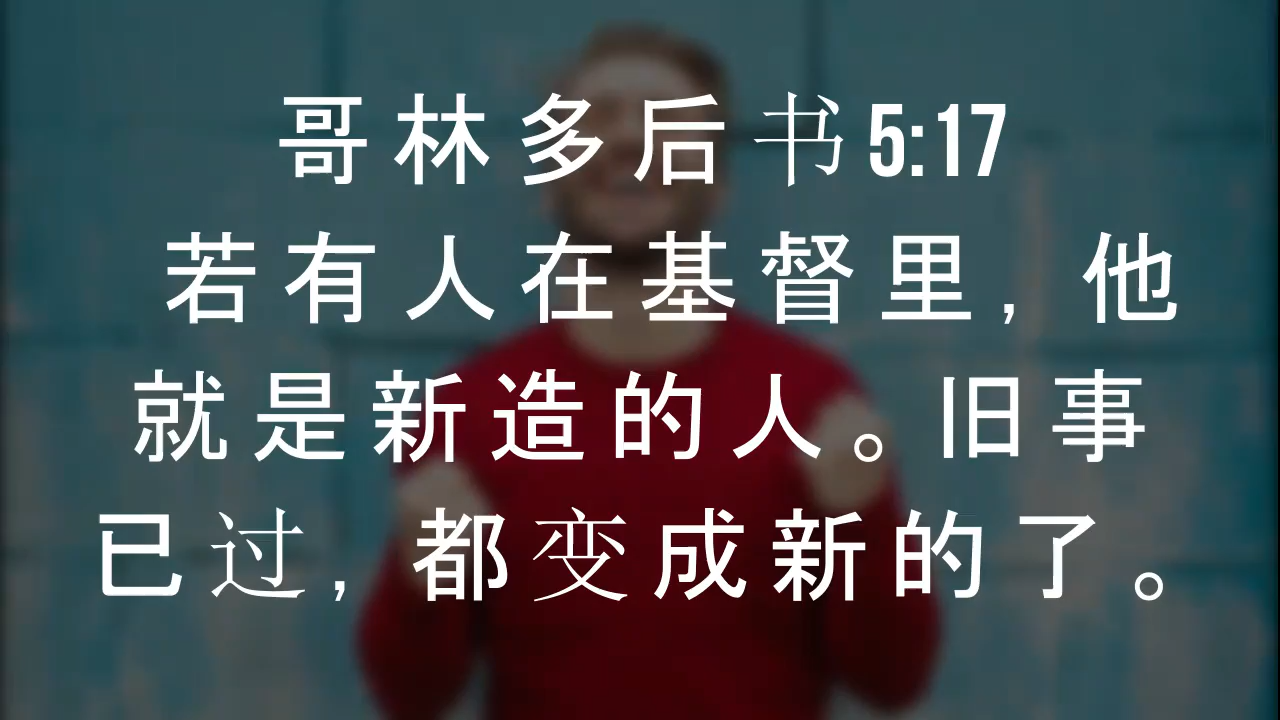 哥林多后书5:17
若有人在基督里，他
就是新造的人。旧事
已过，都变成新的了。